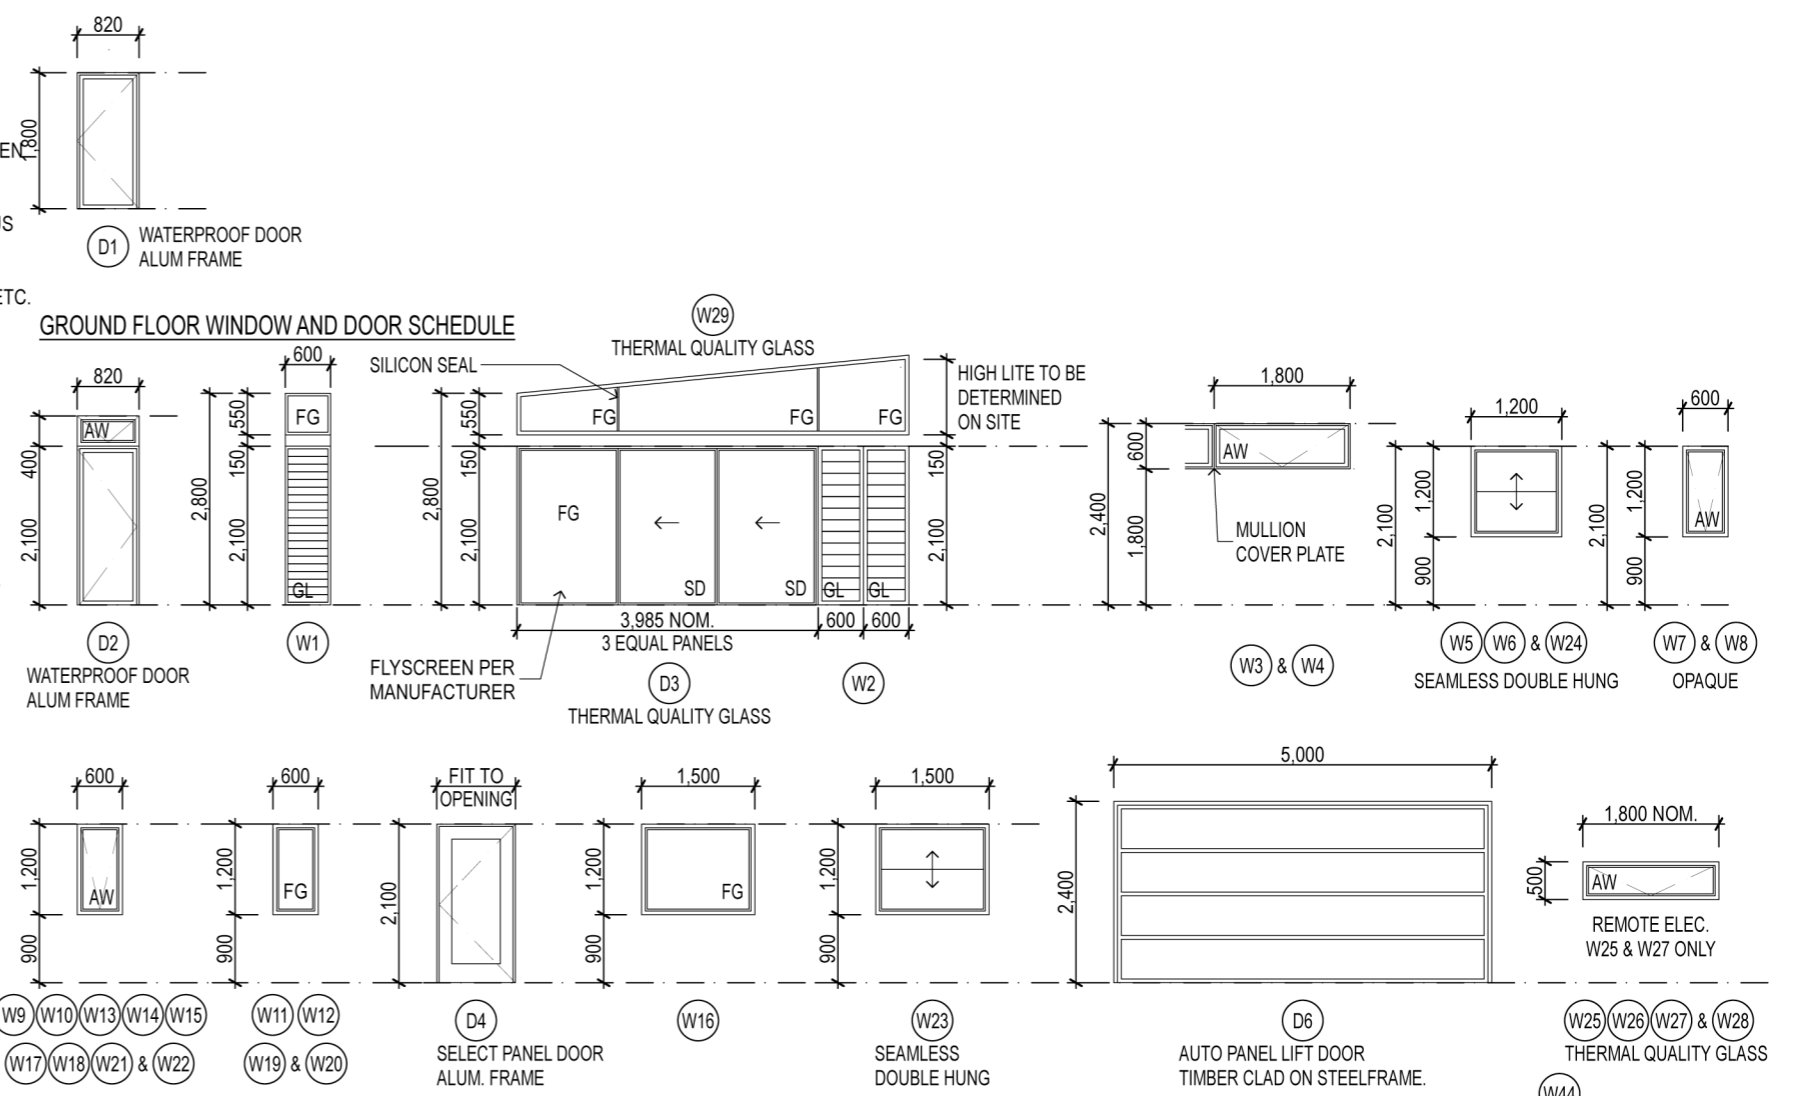 820
1,800
EN
US
D1
WATERPROOF DOOR
ALUM FRAME
ETC.
GROUND FLOOR WINDOW AND DOOR SCHEDULE
820
AW
400
2,100
D2
WATERPROOF DOOR
ALUM FRAME
600
FG
550
150
2,800
2,100
GL
W1
W29
THERMAL QUALITY GLASS
SILICON SEAL
HIGH LITE TO BE
DETERMINED
ON SITE
550
FG
FG
FG
150
150
2,800
2,100
2,100
FG
SD
SD
GL
GL
3,985 NOM.
600
600
3 EQUAL PANELS
FLYSCREEN PER
MANUFACTURER
D3
THERMAL QUALITY GLASS
W2
1,800
600
AW
2,400
1,800
MULLION
COVER PLATE
W3 & W4
1,200
1,200
2,100
900
W5 W6 & W24
SEAMLESS DOUBLE HUNG
600
1,200
AW
2,100
900
W7 & W8
OPAQUE
600
1,200
AW
900
W9 W10 W13 W14 W15
W17 W18 W21 & W22
600
1,200
FG
900
W11 W12
W19 & W20
FIT TO
OPENING
2,100
D4
SELECT PANEL DOOR
ALUM. FRAME
1,500
1,200
FG
900
W16
1,500
1,200
900
W23
SEAMLESS
DOUBLE HUNG
5,000
2,400
D6
AUTO PANEL LIFT DOOR
TIMBER CLAD ON STEELFRAME.
1,800 NOM.
500
AW
REMOTE ELEC.
W25 & W27 ONLY
W25 W26 W27 & W28
THERMAL QUALITY GLASS
W44